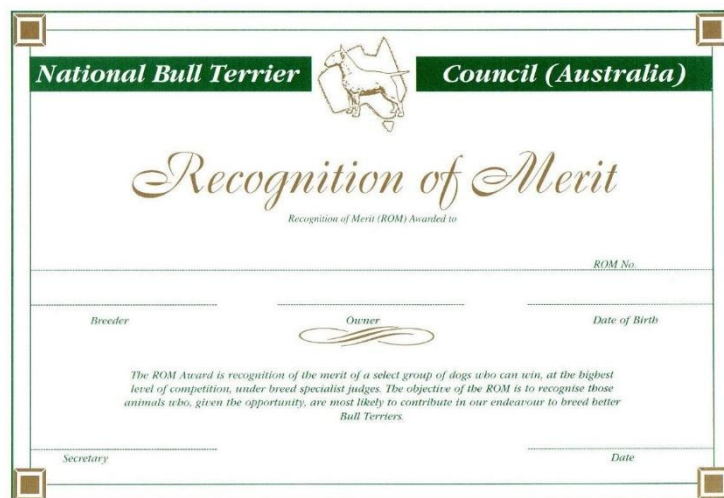 National Bull Terrier Council (Australia)
Recognition of Merit
Recognition of Merit (ROM) Awarded to
ROM No.
Breeder Owner Date of Birth
The ROM Award is recognition of the merit of a select group of dogs who can win, at the highest
level of competition, under breed specialist judges. The objective of the ROM is to recognise those
animals who, given the opportunity, are most likely to contribute in our endeavour to breed better
Bull Terriers.
Secretary Date